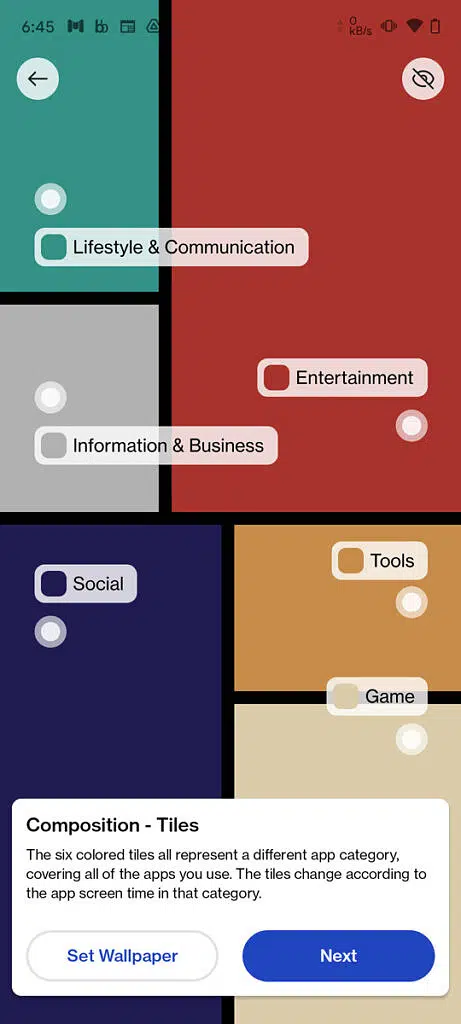 6:45
0
kB/s
Lifestyle & Communication
Entertainment
Information & Business
Tools
Social
Game
Composition - Tiles
The six colored tiles all represent a different app category,
covering all of the apps you use. The tiles change according to
the app screen time in that category.
Set Wallpaper
Next